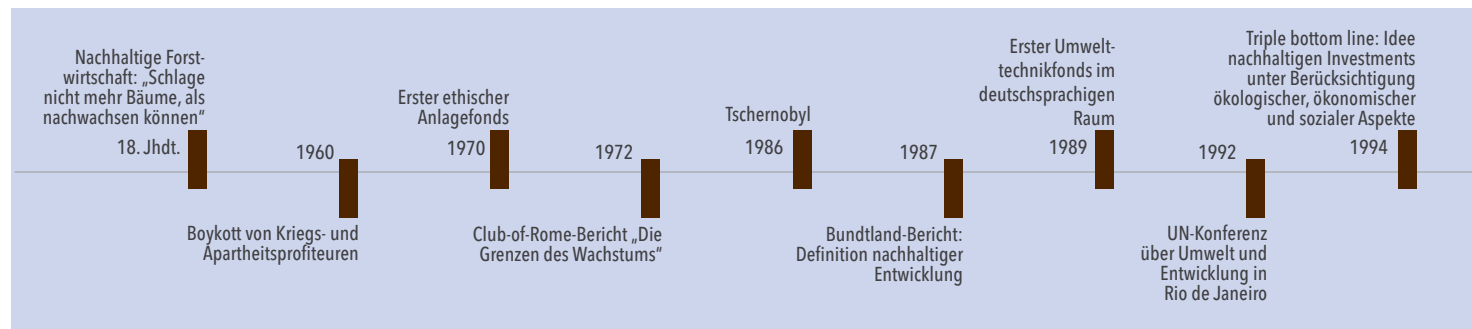 Nachhaltige Forst-
wirtschaft: „Schlage
nicht mehr Bäume, als
nachwachsen können“
18. Jhdt.
1960
Boykott von Kriegs- und
Apartheitsprofiteuren
Erster ethischer
Anlagefonds
1970
1972
Club-of-Rome-Bericht „Die
Grenzen des Wachstums“
Tschernobyl
1986
1987
Bundtland-Bericht:
Definition nachhaltiger
Entwicklung
Erster Umwelt-
technikfonds im
deutschsprachigen
Raum
1989
1992
UN-Konferenz
über Umwelt und
Entwicklung in
Rio de Janeiro
Triple bottom line: Idee
nachhaltigen Investments
unter Berücksichtigung
ökologischer, ökonomischer
und sozialer Aspekte
1994